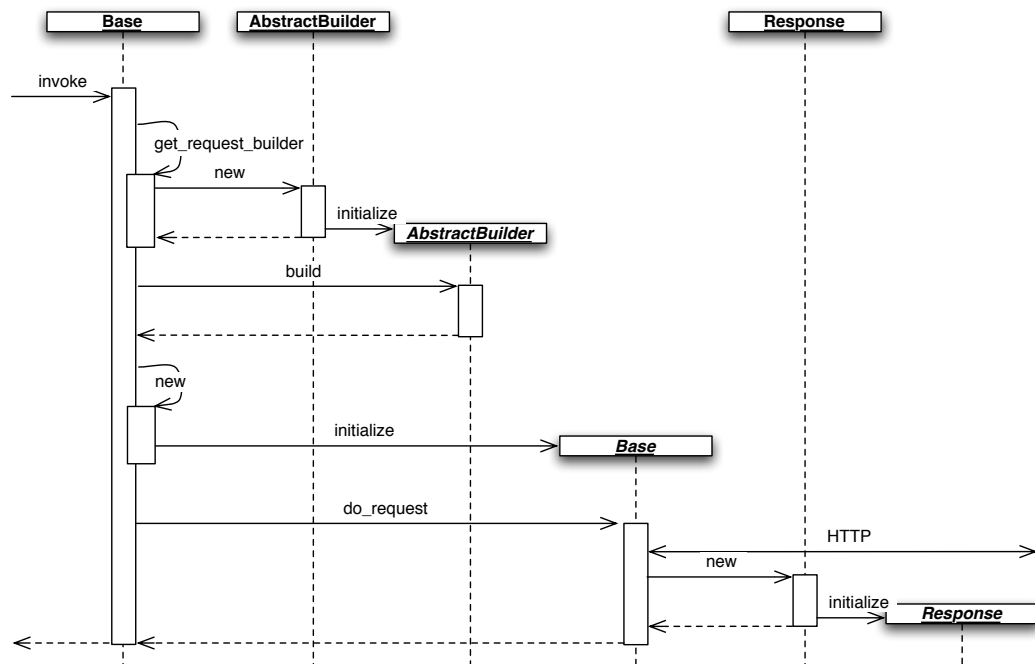 Base
AbstractBuilder
Response
invoke
get_request_builder
new
initialize
AbstractBuilder
build
new
initialize
Base
do_request
HTTP
new
initialize
Response